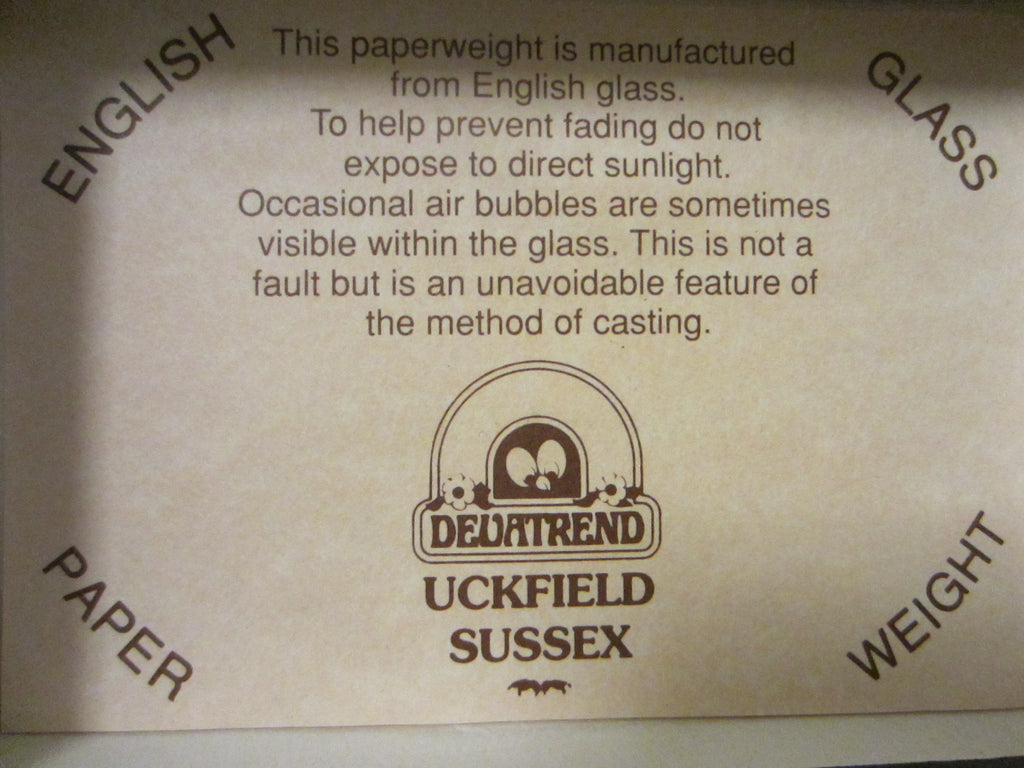 ENGLISH
GLASS
This paperweight is manufactured
from English glass.
To help prevent fading do not
expose to direct sunlight.
Occasional air bubbles are sometimes
visible within the glass. This is not a
fault but is an unavoidable feature of
the method of casting.
DEVATREND
UCKFIELD
SUSSEX
PAPER
WEIGHT